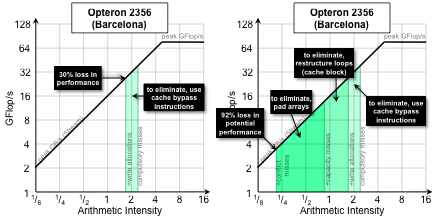 Opteron 2356
(Barcelona)
peak GFlop/s
128
64
32
16
8
4
2
1
GFlop/s
30% loss in
performance
to eliminate, use
cache bypass
instructions
+write allocations
compulsory misses
1/8
1/4
1/2
1
2
4
8
16
Arithmetic Intensity
Opteron 2356
(Barcelona)
peak GFlop/s
128
64
32
16
8
4
2
1
to eliminate,
restructure loops
(cache block)
to eliminate,
pad arrays
92% loss in
potential
performance
to eliminate, use
cache bypass
instructions
+conflict
misses
+capacity misses
+write allocations
compulsory misses
1/8
1/4
1/2
1
2
4
8
16
Arithmetic Intensity